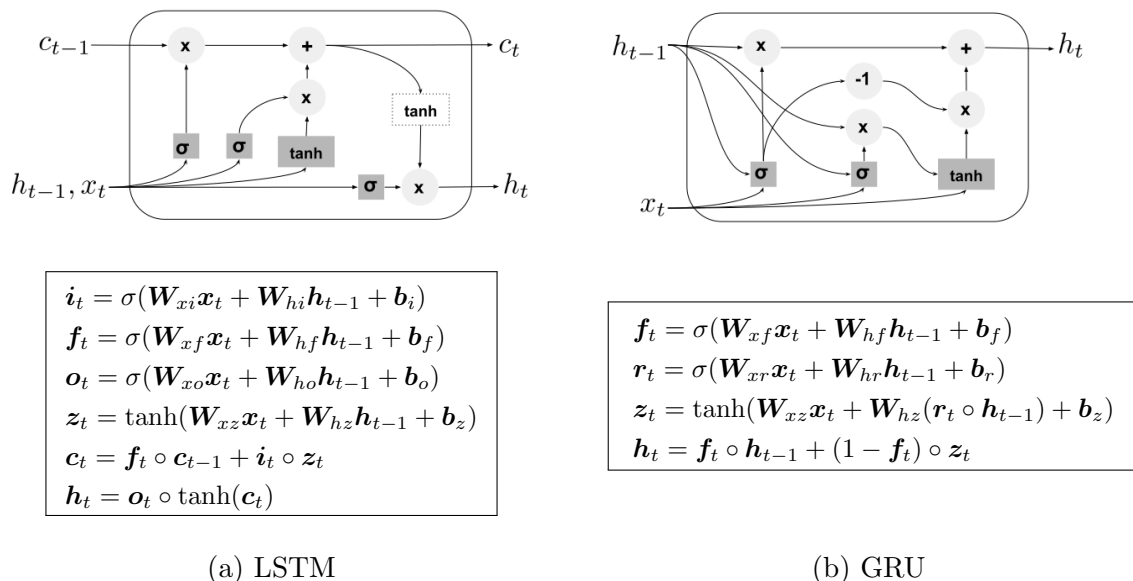 c_{t-1} x + c_t
x
tanh
σ σ tanh
h_{t-1}, x_t σ x h_t
i_t = σ(W_{xi}x_t + W_{hi}h_{t-1} + b_i)
f_t = σ(W_{xf}x_t + W_{hf}h_{t-1} + b_f)
o_t = σ(W_{xo}x_t + W_{ho}h_{t-1} + b_o)
z_t = tanh(W_{xz}x_t + W_{hz}h_{t-1} + b_z)
c_t = f_t ∘ c_{t-1} + i_t ∘ z_t
h_t = o_t ∘ tanh(c_t)
(a) LSTM
h_{t-1} x + h_t
-1
x
x
σ σ tanh
x_t
f_t = σ(W_{xf}x_t + W_{hf}h_{t-1} + b_f)
r_t = σ(W_{xr}x_t + W_{hr}h_{t-1} + b_r)
z_t = tanh(W_{xz}x_t + W_{hz}(r_t ∘ h_{t-1}) + b_z)
h_t = f_t ∘ h_{t-1} + (1 − f_t) ∘ z_t
(b) GRU